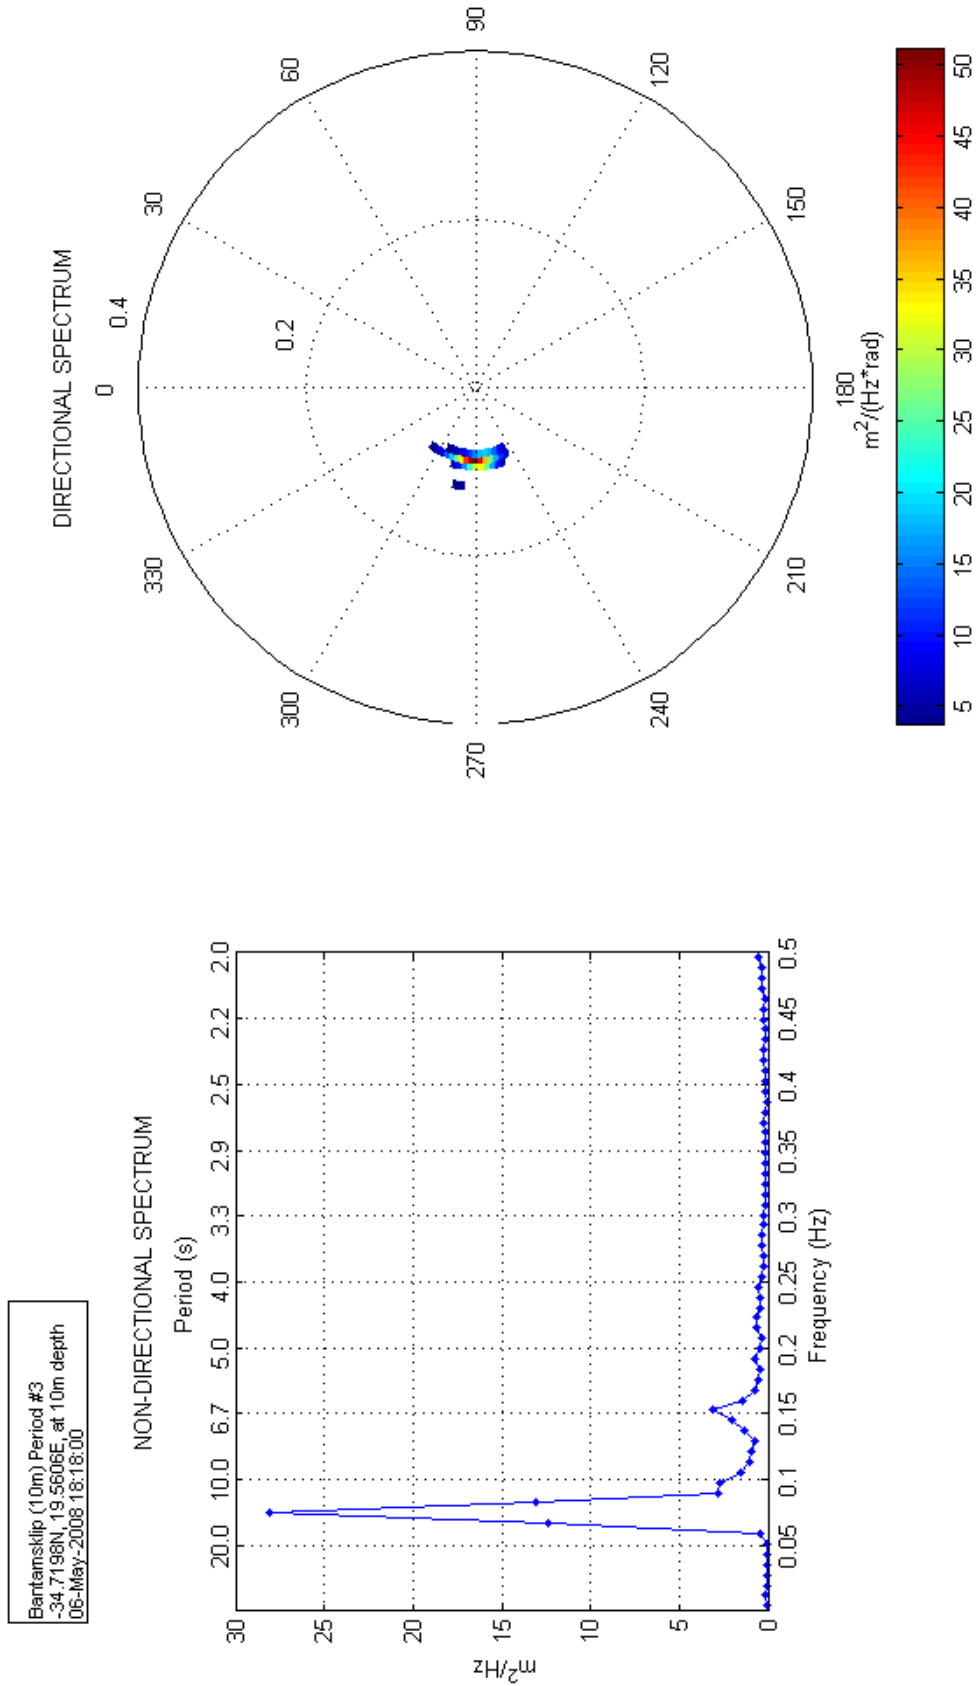 Bantamsklip (10m) Period #3
-34.7198N, 19.5606E, at 10m depth
06-May-2008 18:18:00
NON-DIRECTIONAL SPECTRUM
Period (s)
20.0 10.0 6.7 5.0 4.0 3.3 2.9 2.5 2.2 2.0
30
25
20
15
10
5
0
m²/Hz
0.05 0.1 0.15 0.2 0.25 0.3 0.35 0.4 0.45 0.5
Frequency (Hz)
DIRECTIONAL SPECTRUM
0
0.4
30
60
90
120
150
180
210
240
270
300
330
0.2
m²/(Hz*rad)
5 10 15 20 25 30 35 40 45 50